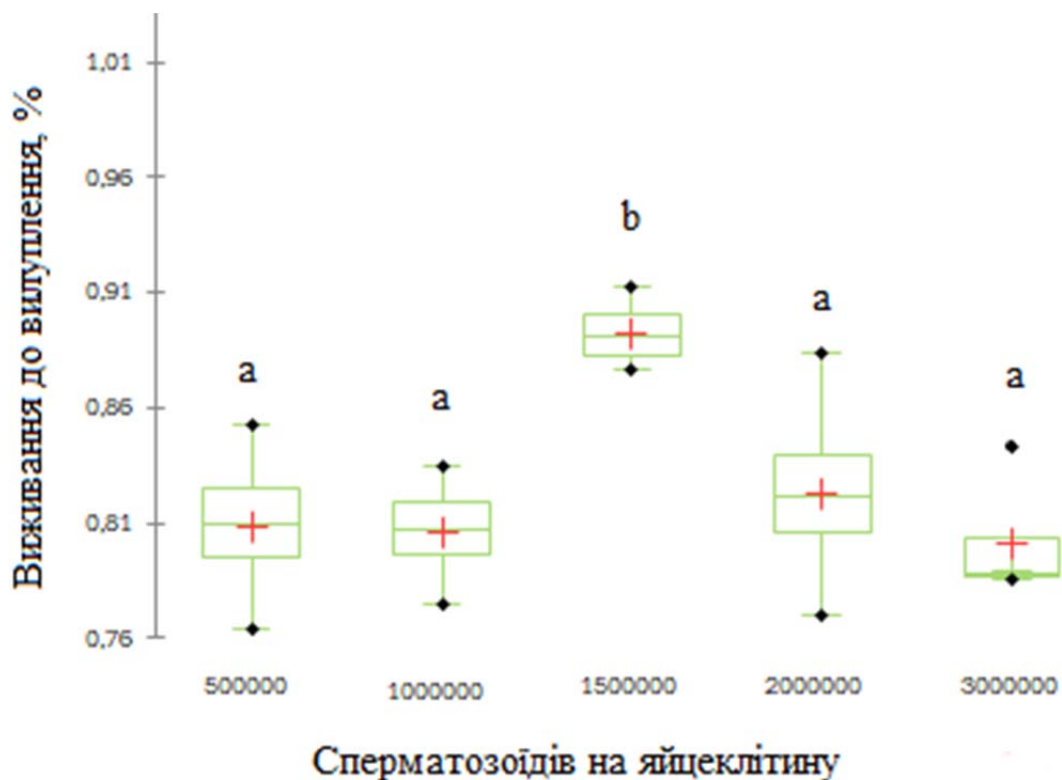 Виживання до вилуплення, %
1,01
0,96
0,91
0,86
0,81
0,76
a
a
b
a
a
500000
1000000
1500000
2000000
3000000
Сперматозоїдів на яйцеклітину